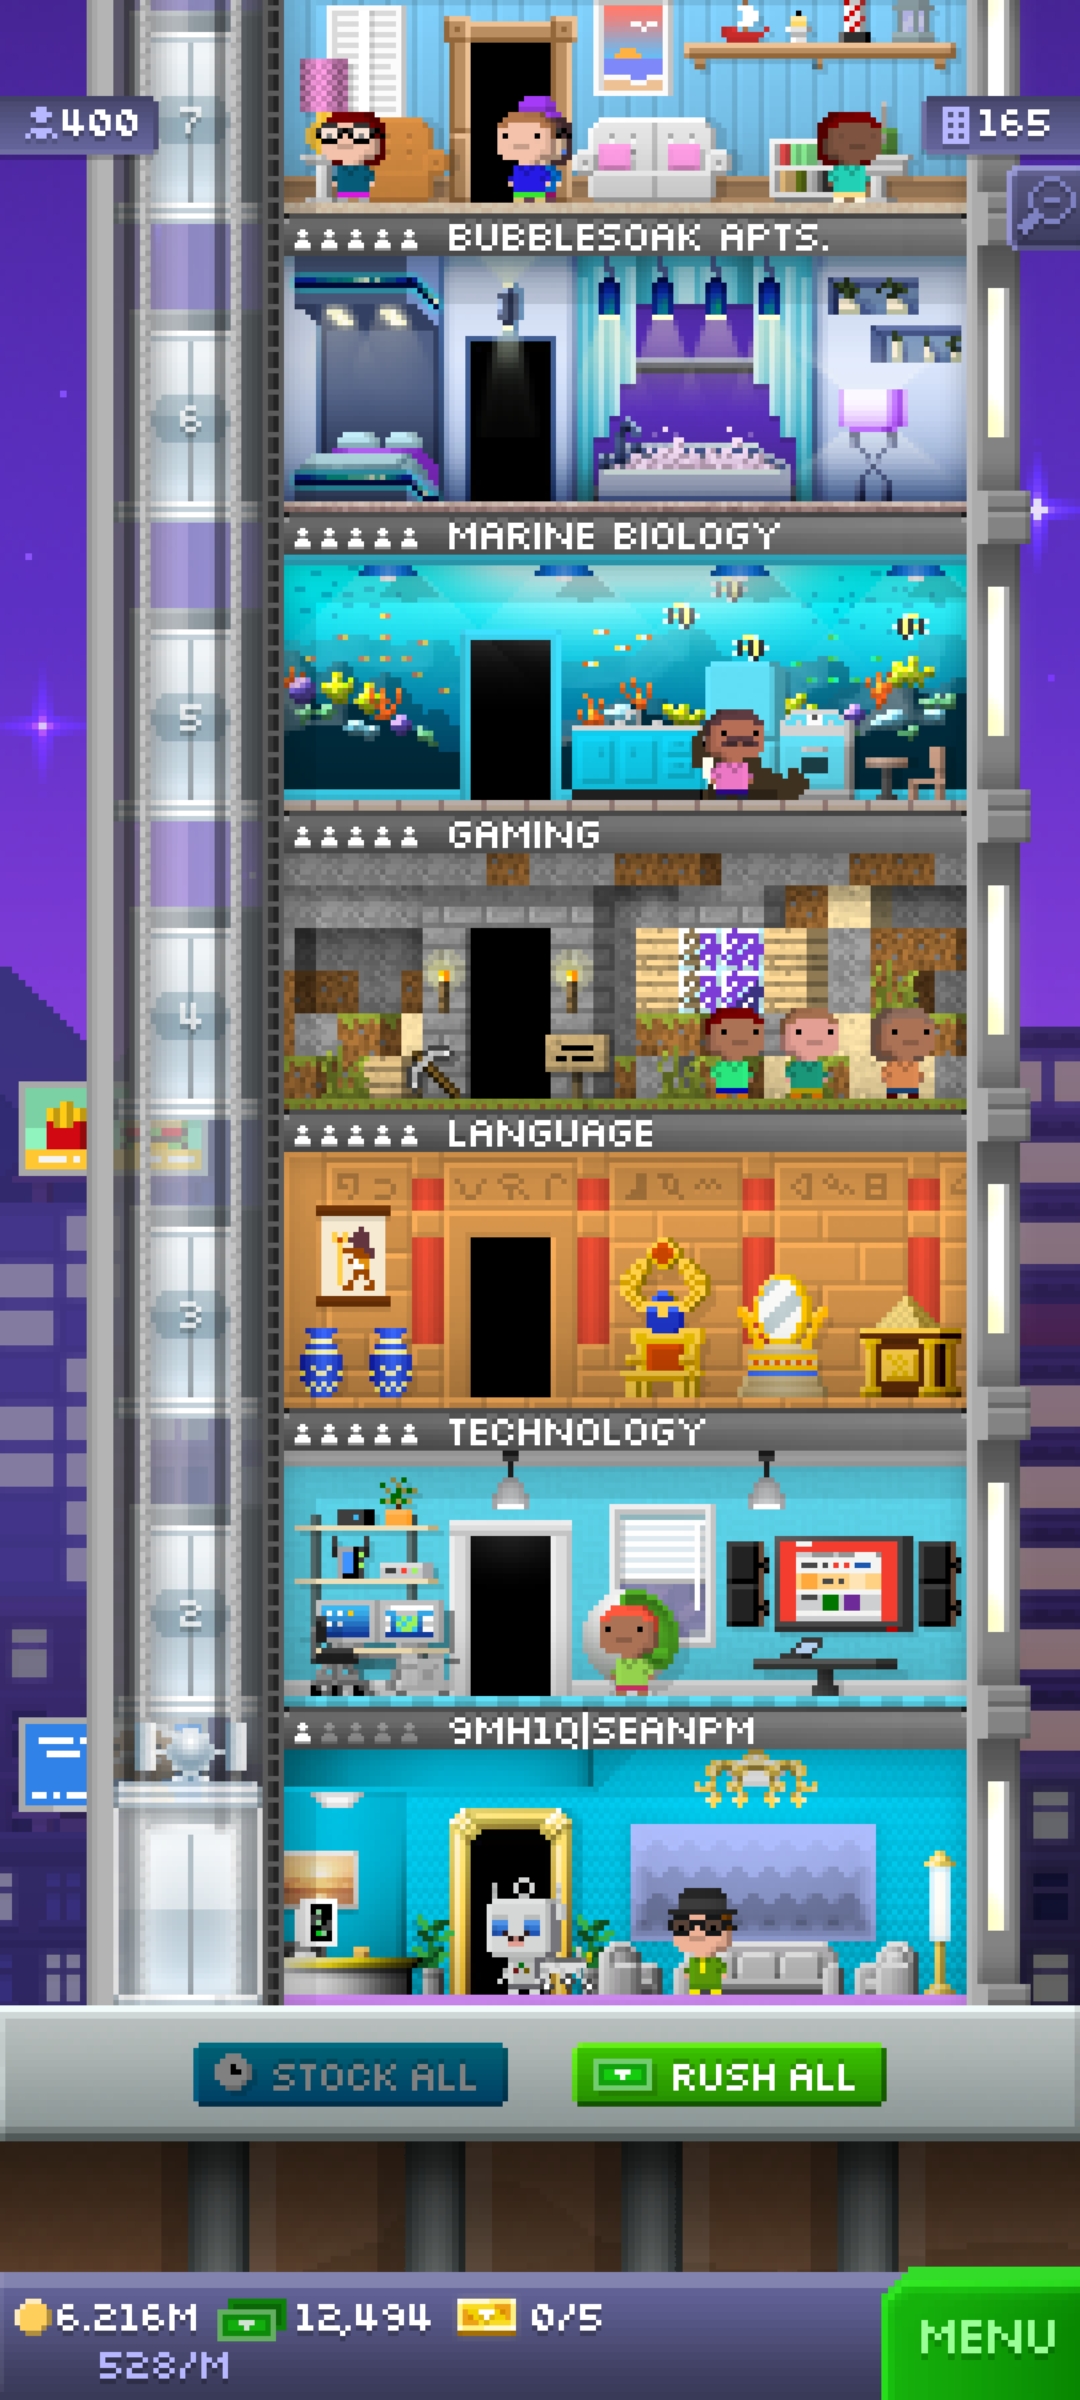 7
400
165
BUBBLESOAK APTS.
6
MARINE BIOLOGY
5
GAMING
4
LANGUAGE
3
TECHNOLOGY
2
9MH1Q|SEANPM
STOCK ALL
RUSH ALL
6.216M
12,494
0/5
528/M
MENU